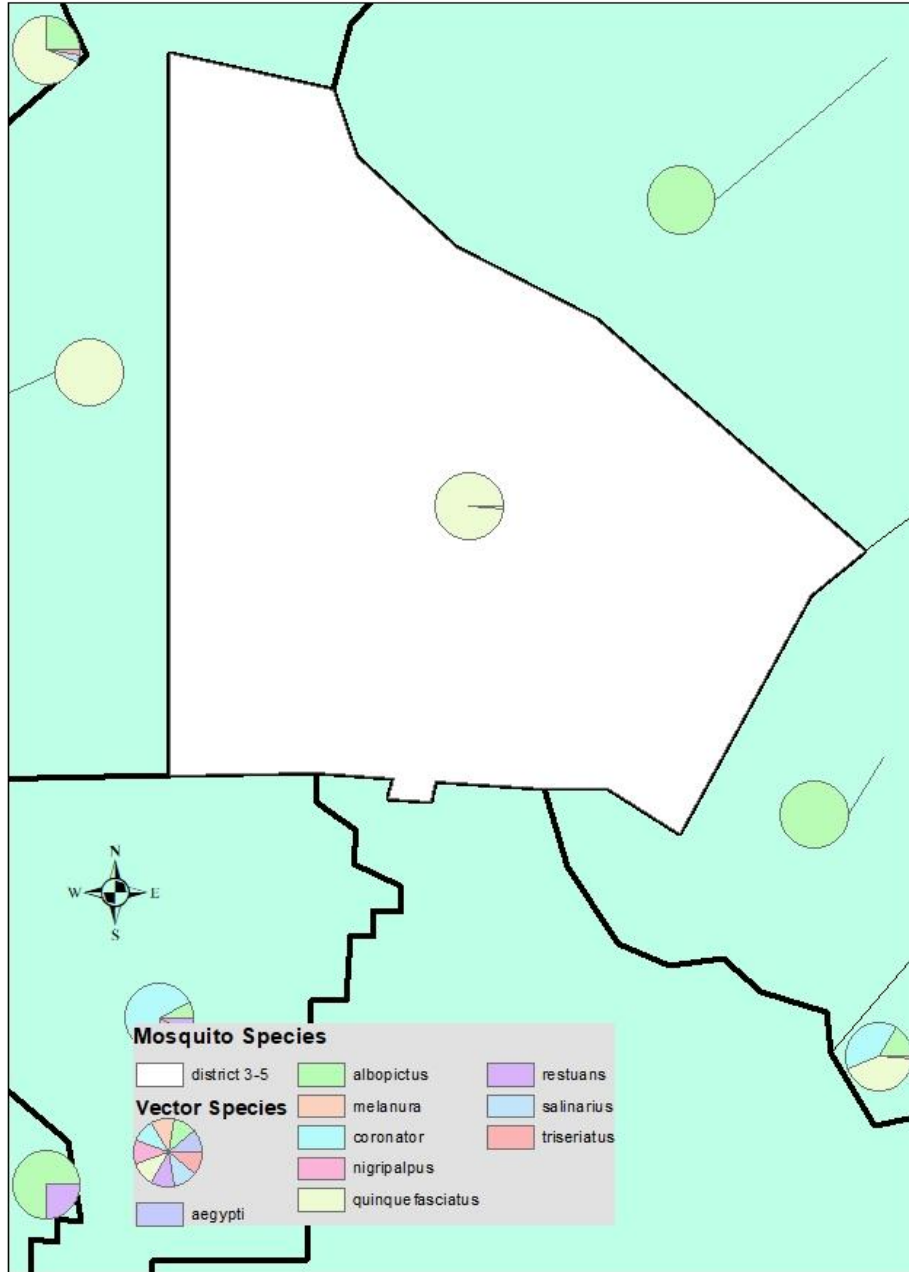 N
W E
S
Mosquito Species
district 3-5
Vector Species
aegypti
albopictus
melanura
coronator
nigripalpus
quinquefasciatus
restuans
salinarius
triseriatus